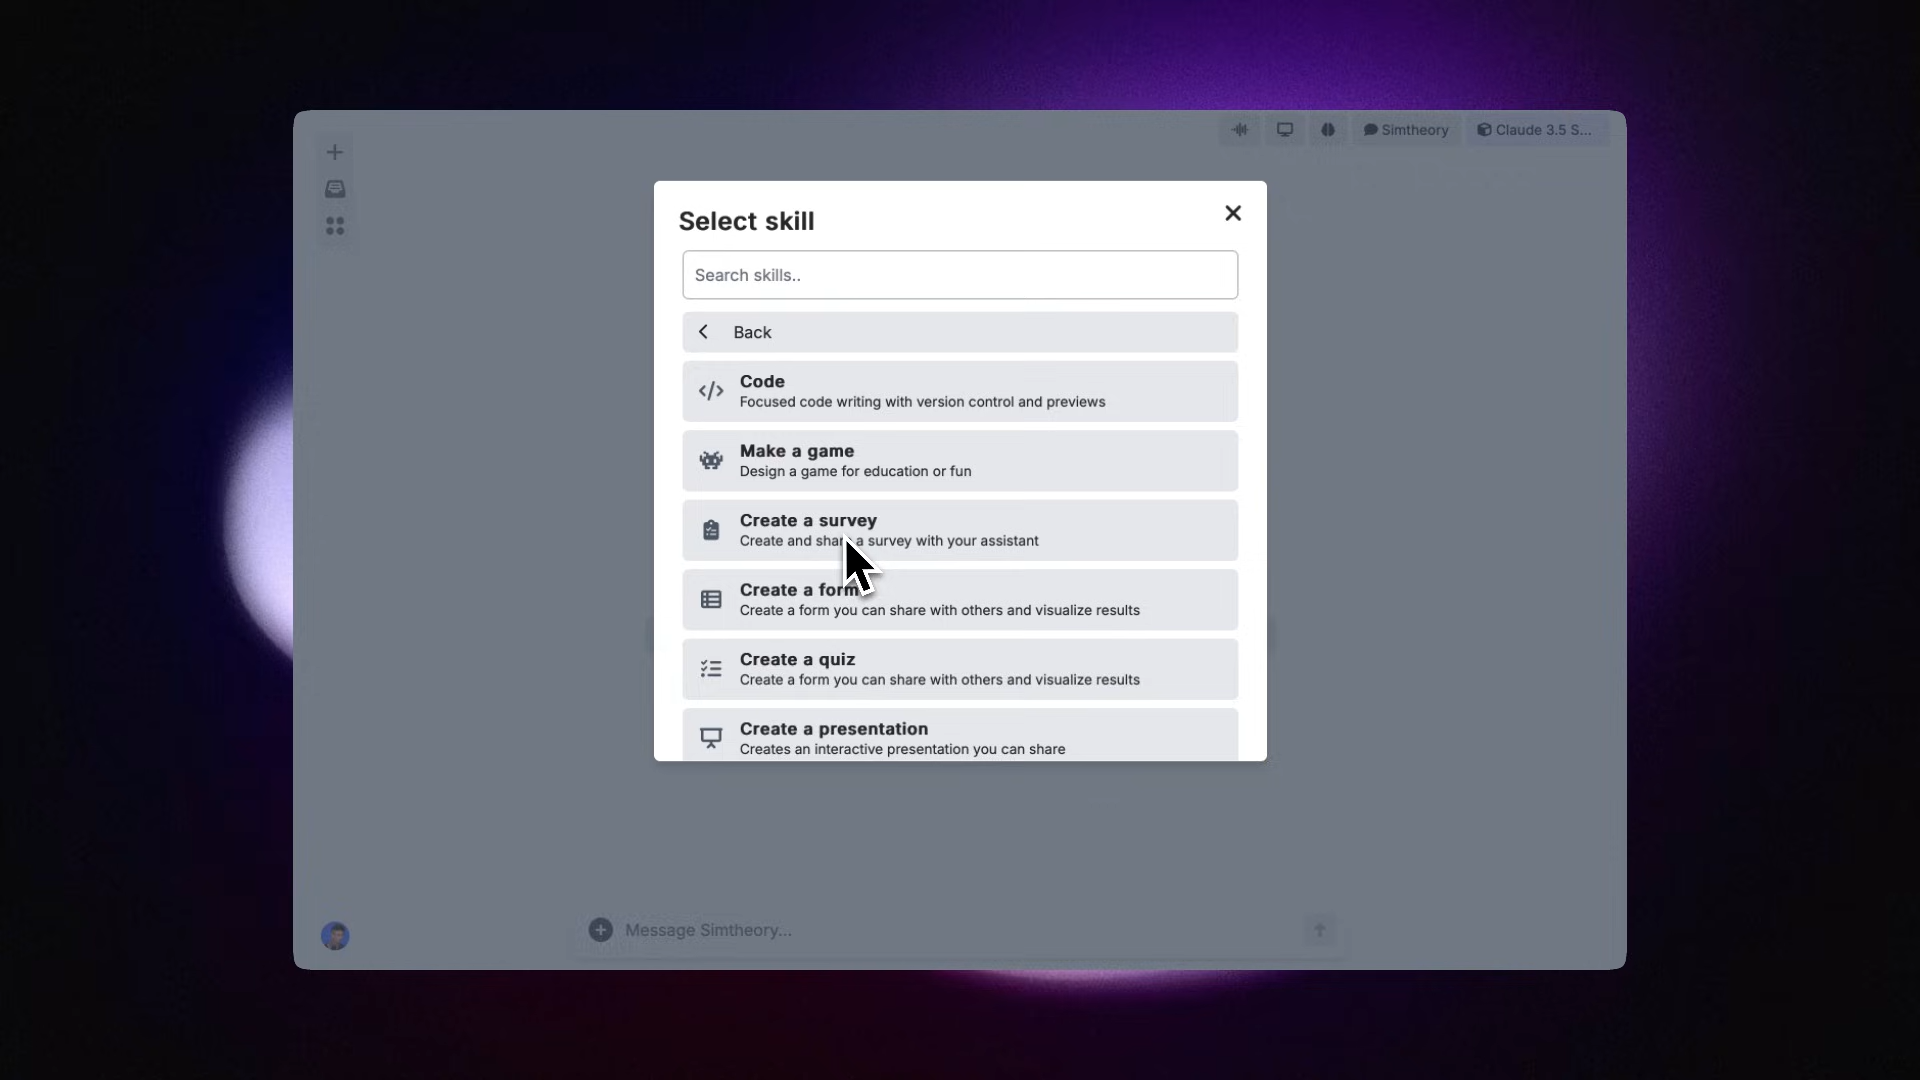 Simtheory
Claude 3.5 S...
Select skill
Search skills..
Back
Code
Focused code writing with version control and previews
Make a game
Design a game for education or fun
Create a survey
Create and share a survey with your assistant
Create a form
Create a form you can share with others and visualize results
Create a quiz
Create a form you can share with others and visualize results
Create a presentation
Creates an interactive presentation you can share
Message Simtheory...